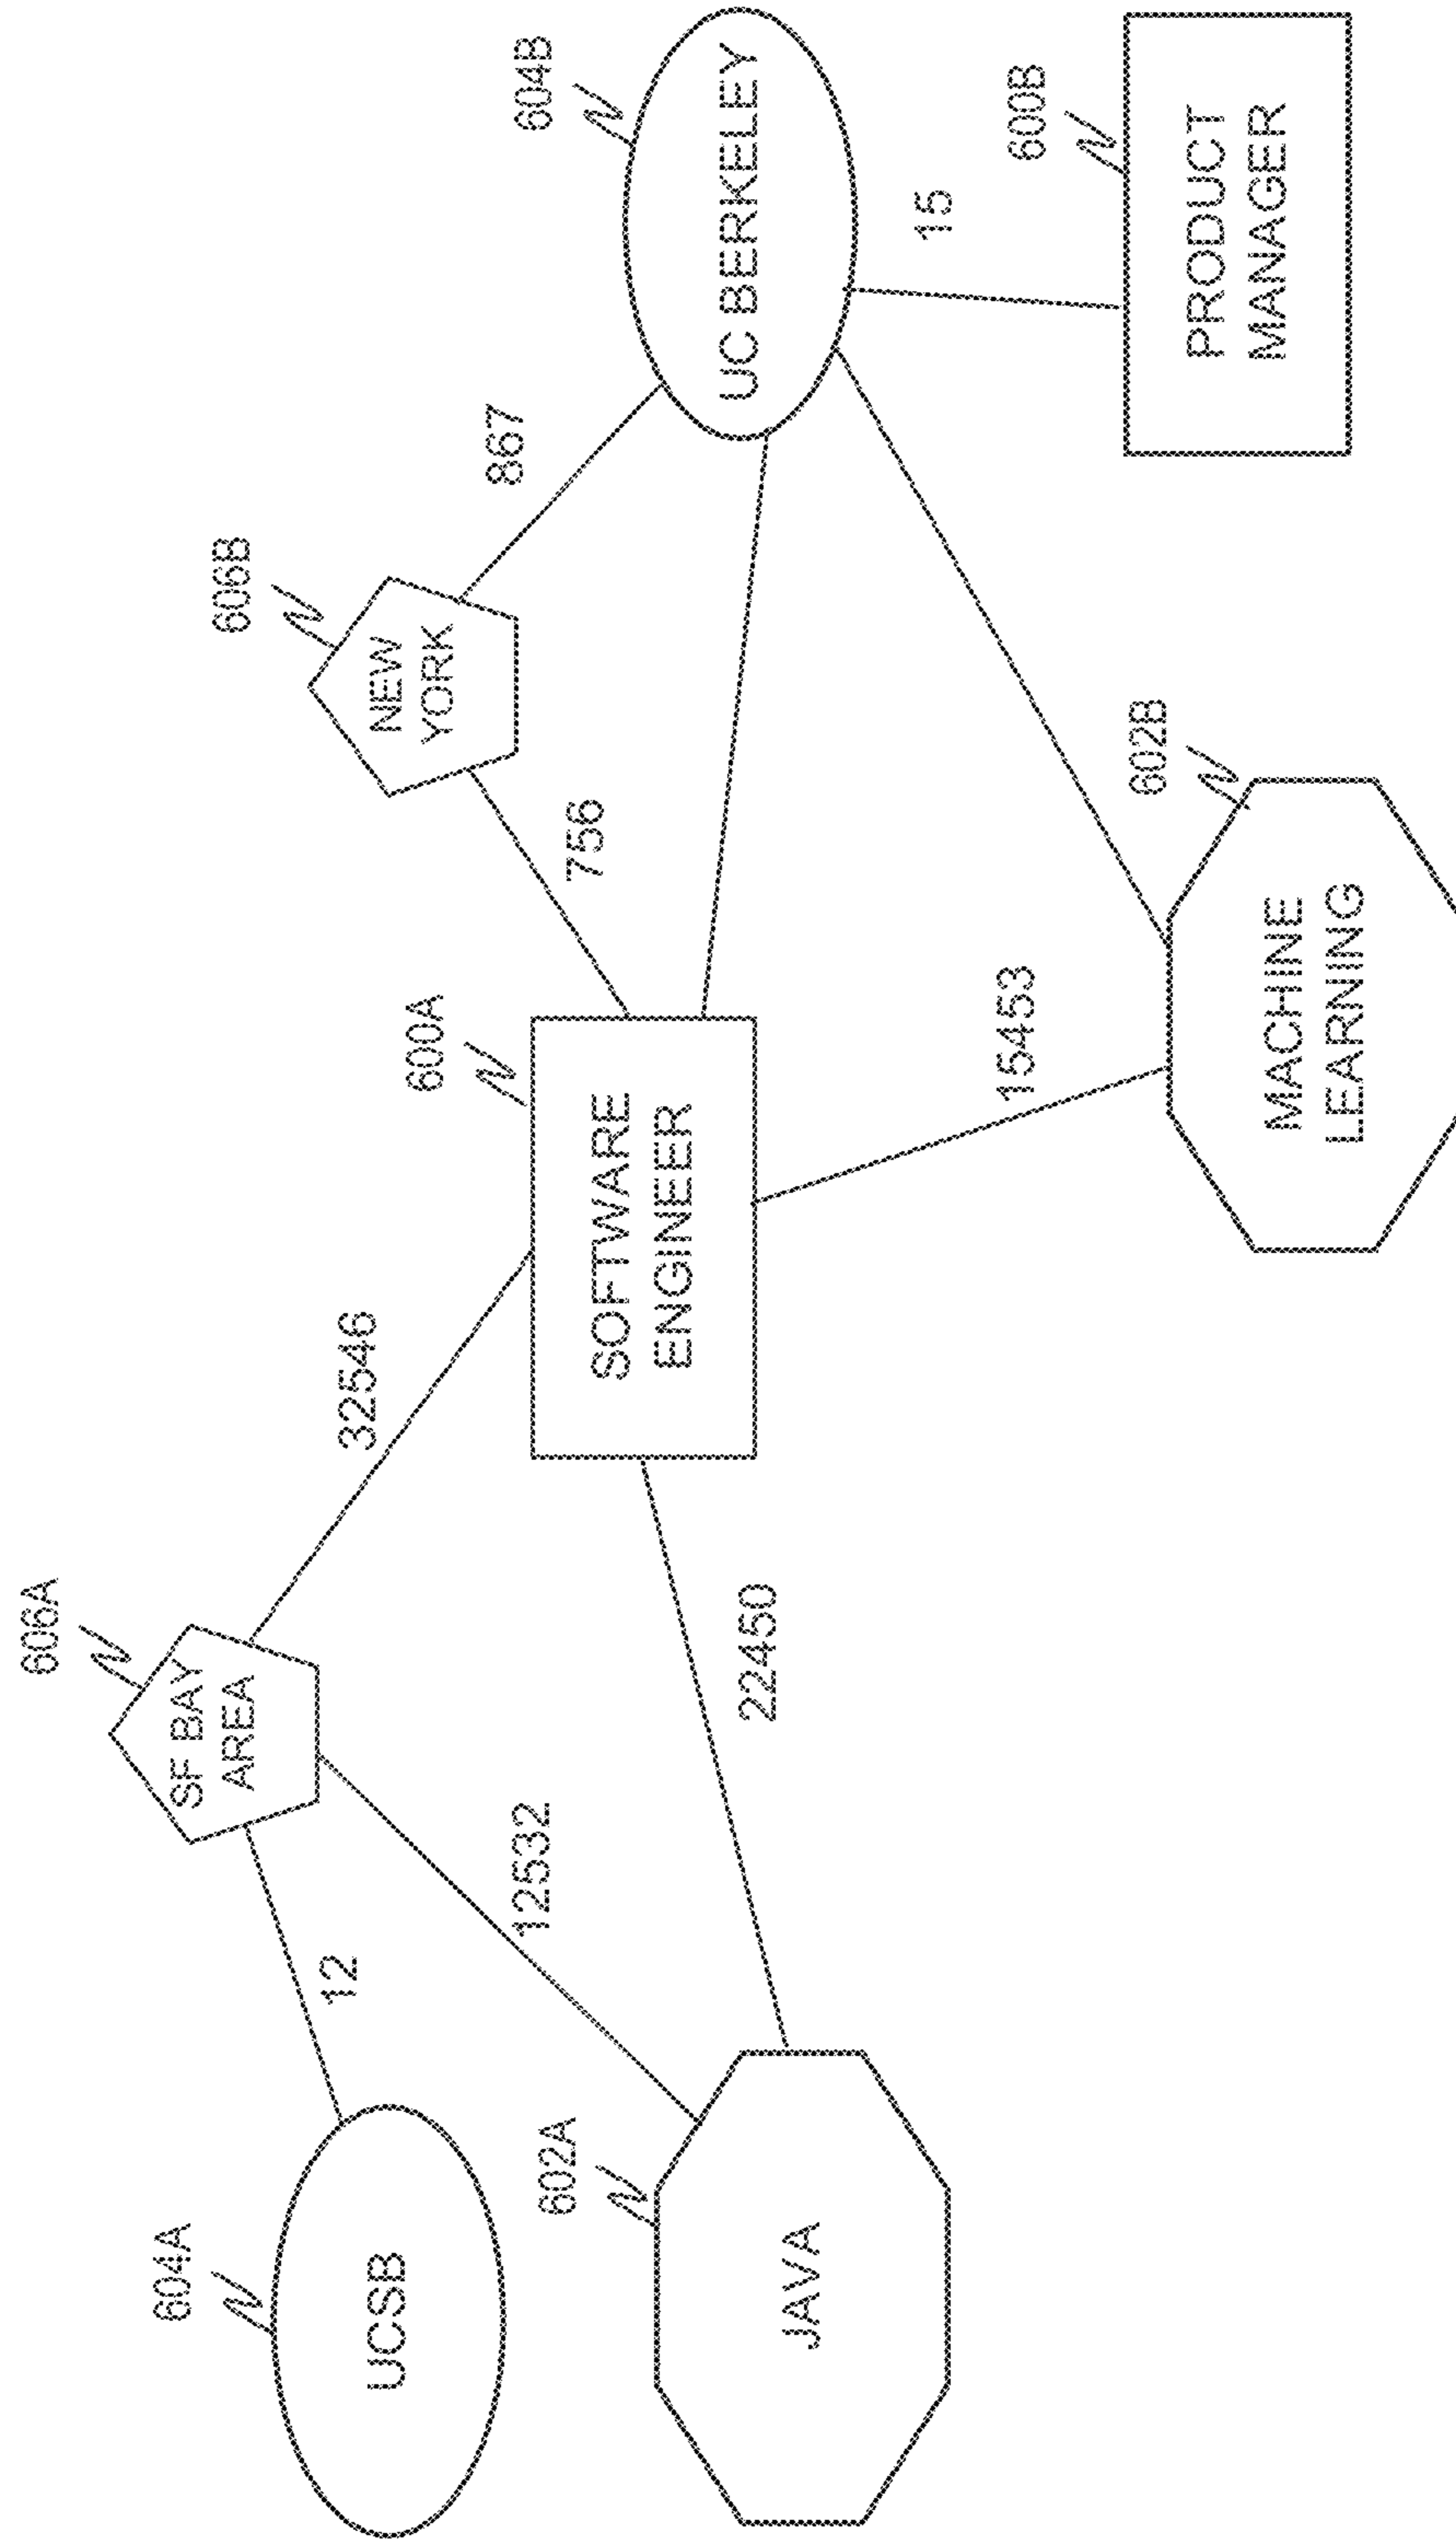 606A
SF BAY
AREA
604A
UCSB
12
32546
12532
602A
JAVA
22450
600A
SOFTWARE
ENGINEER
606B
NEW
YORK
756
867
604B
UC BERKELEY
15453
602B
MACHINE
LEARNING
15
600B
PRODUCT
MANAGER